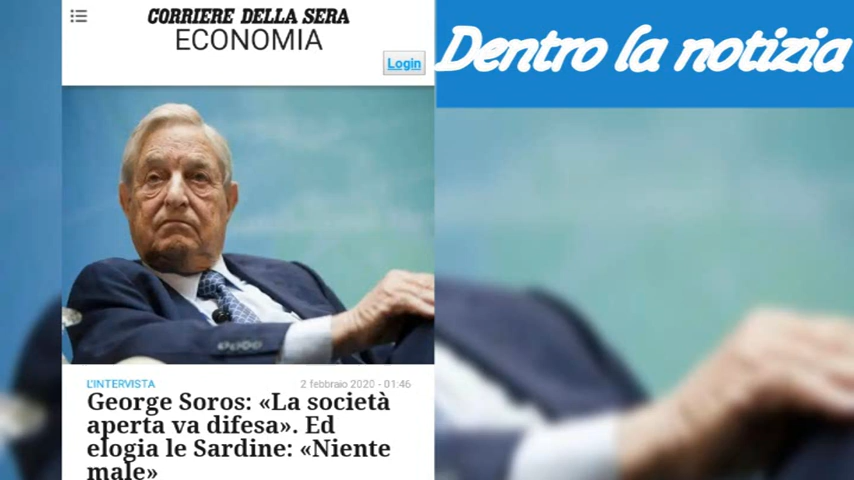 CORRIERE DELLA SERA
ECONOMIA
Login
Dentro la notizia
L'INTERVISTA
2 febbraio 2020 - 01:46
George Soros: «La società
aperta va difesa». Ed
elogia le Sardine: «Niente
male»